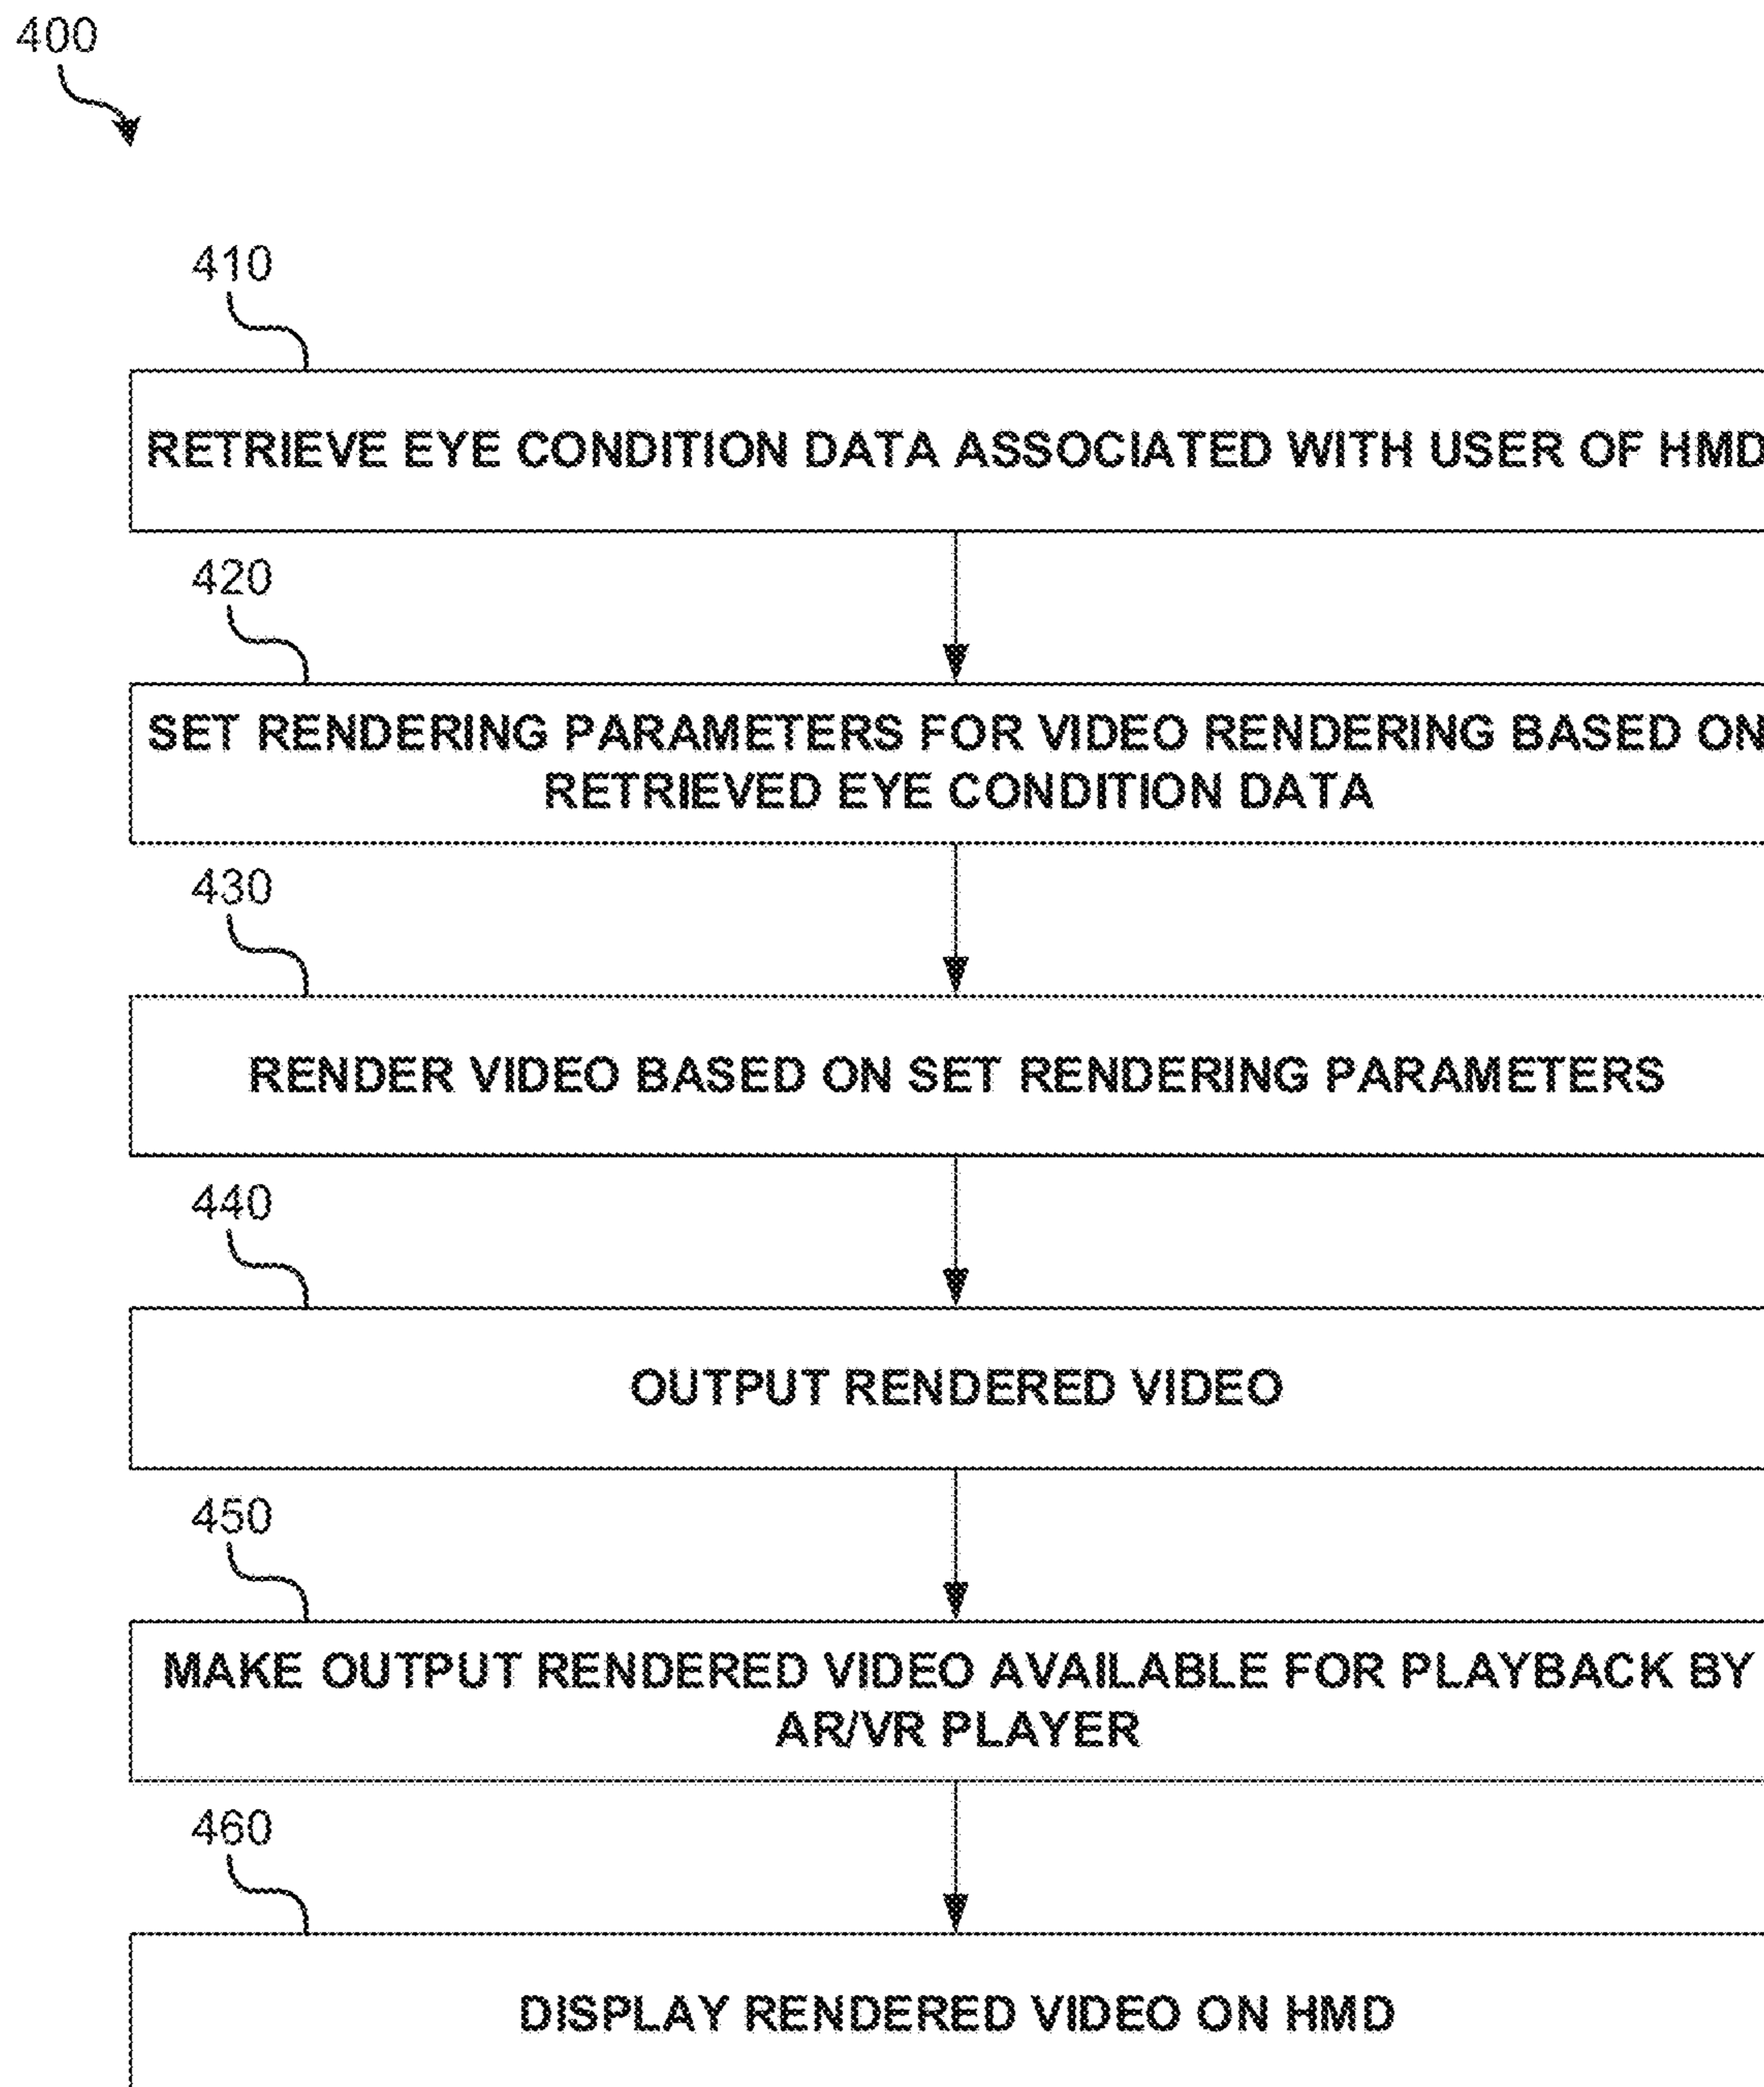 400
410
RETRIEVE EYE CONDITION DATA ASSOCIATED WITH USER OF HMD
420
SET RENDERING PARAMETERS FOR VIDEO RENDERING BASED ON
RETRIEVED EYE CONDITION DATA
430
RENDER VIDEO BASED ON SET RENDERING PARAMETERS
440
OUTPUT RENDERED VIDEO
450
MAKE OUTPUT RENDERED VIDEO AVAILABLE FOR PLAYBACK BY
AR/VR PLAYER
460
DISPLAY RENDERED VIDEO ON HMD